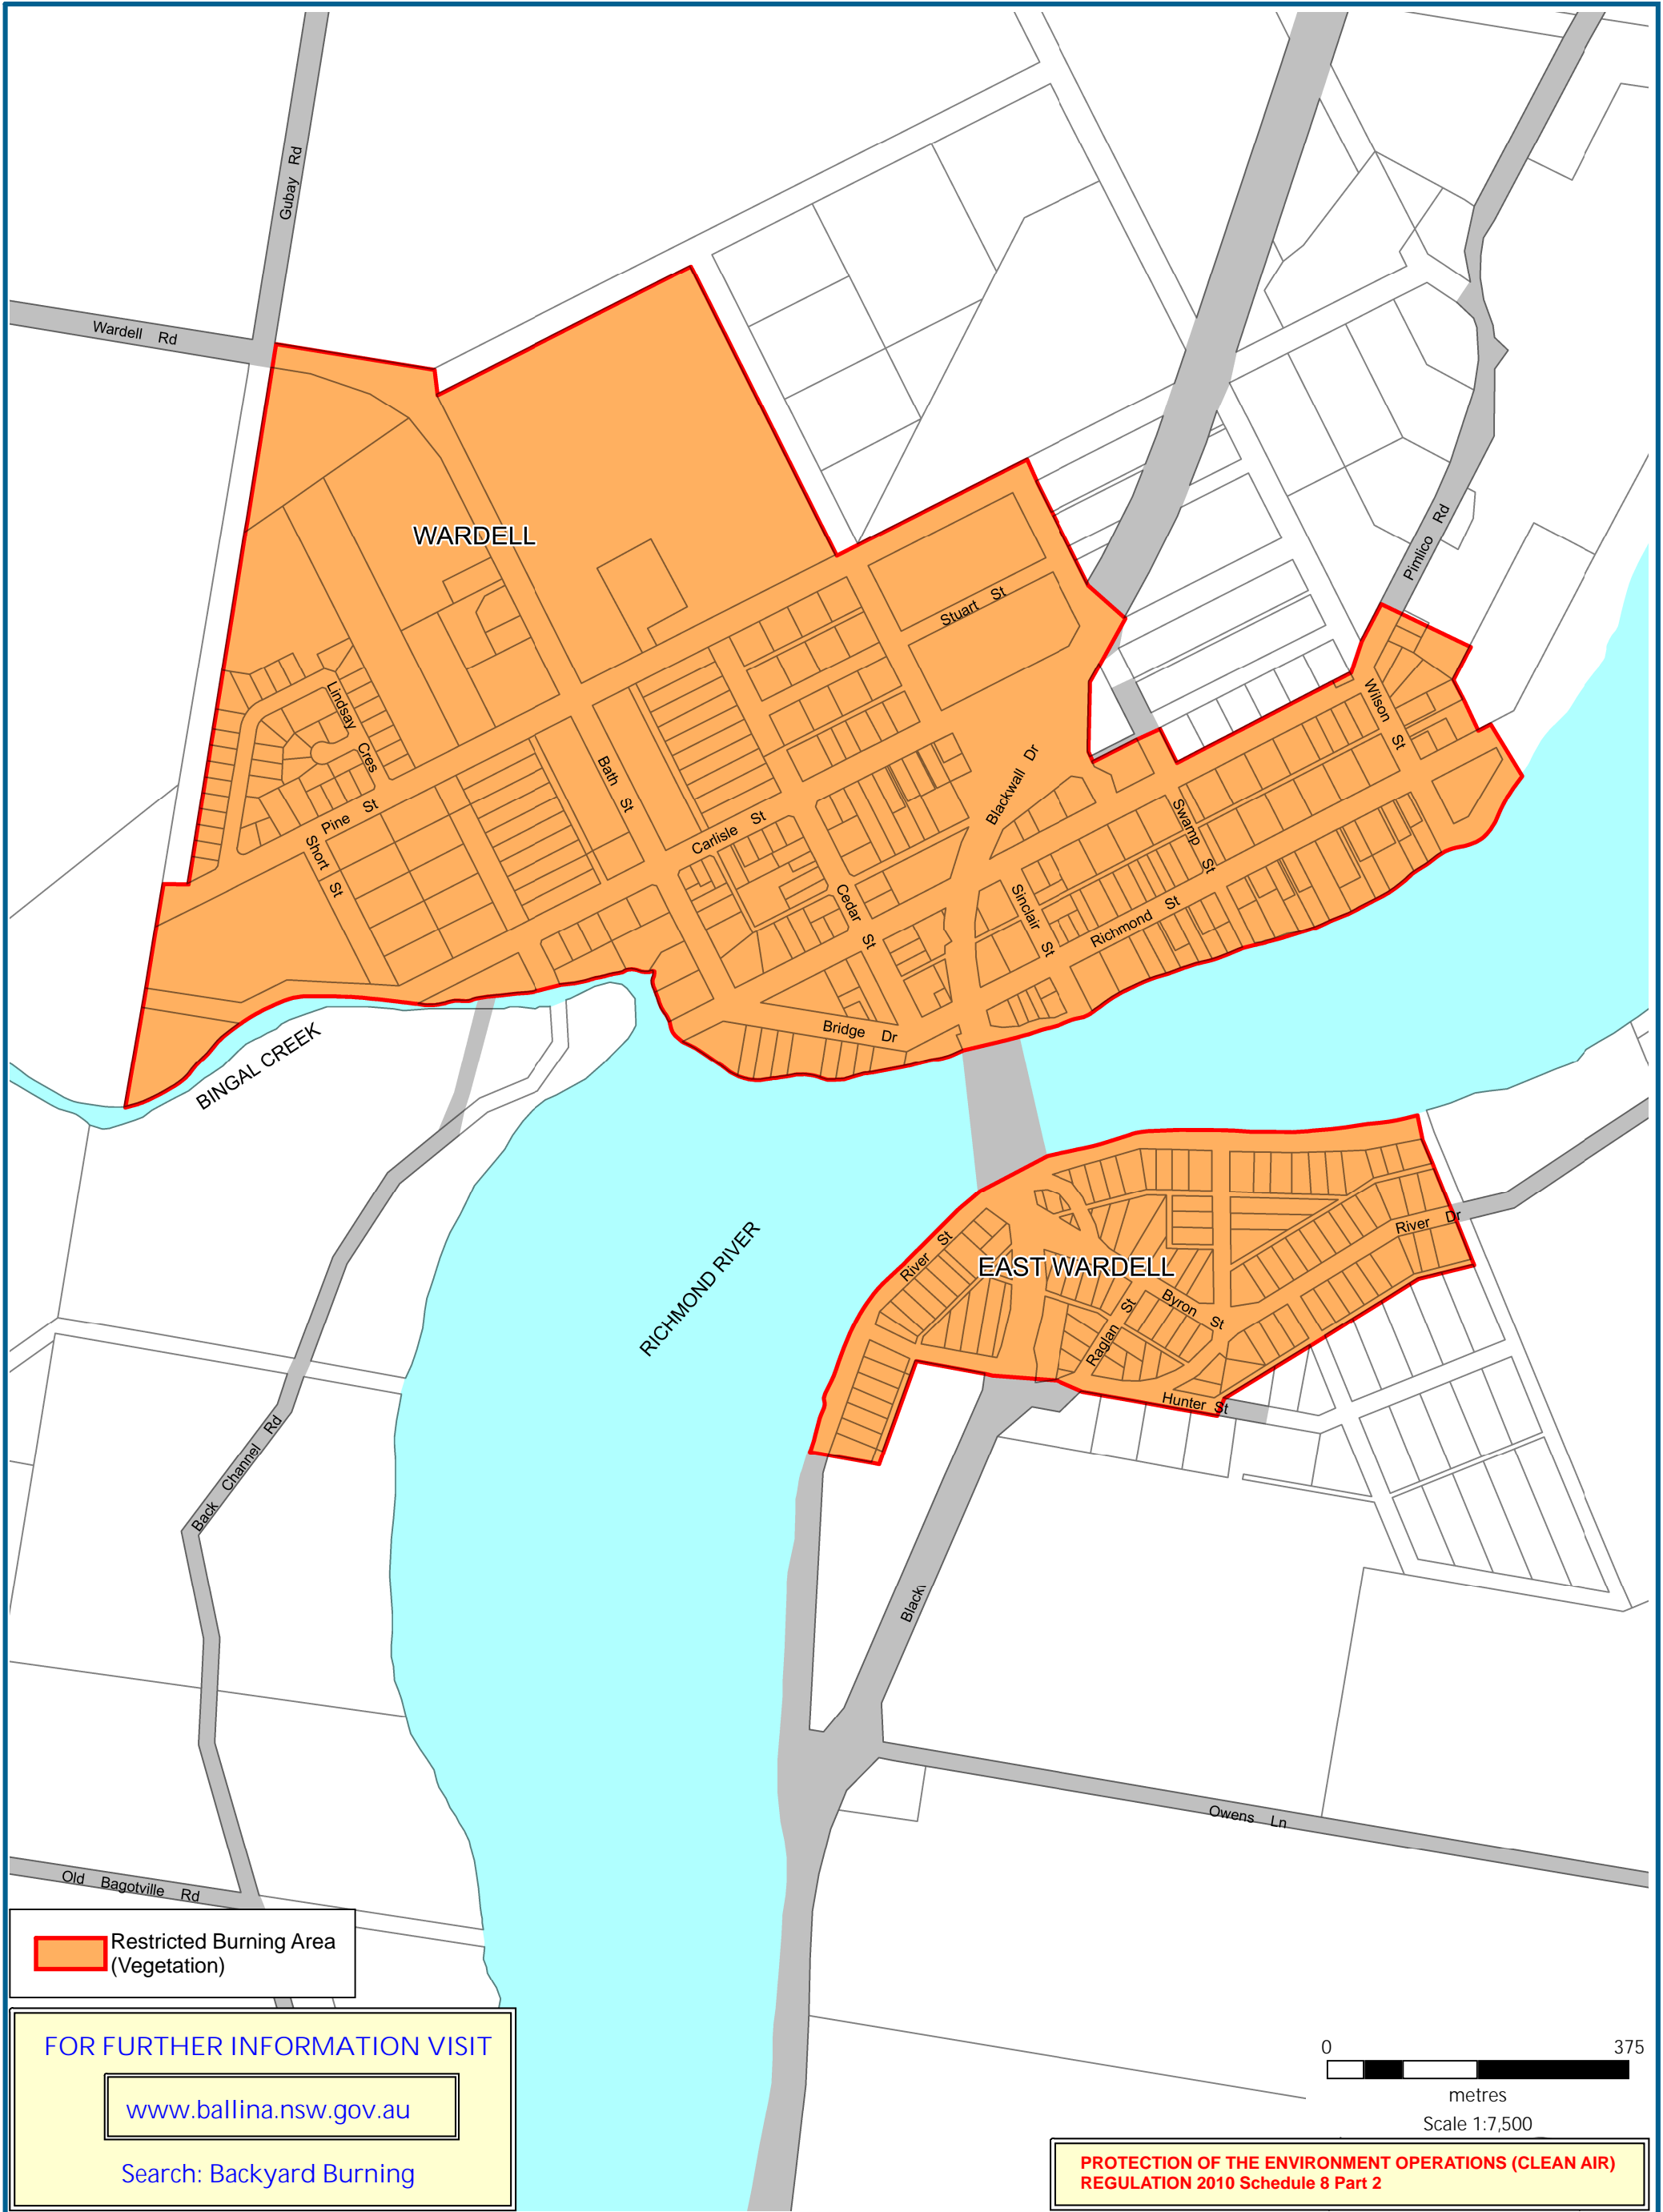 Gubay Rd
Wardell Rd
WARDELL
Pimlico Rd
Stuart St
Lindsay Cres
Wilson St
Bath St
Blackwall Dr
Pine St
Carlisle St
Swamp St
Short St
Cedar St
Sinclair St
Richmond St
Bridge Dr
BINGAL CREEK
RICHMOND RIVER
River St
River Dr
EAST WARDELL
Byron St
Raglan St
Hunter St
Back Channel Rd
Owens Ln
Old Bagotville Rd
Restricted Burning Area
(Vegetation)
FOR FURTHER INFORMATION VISIT
www.ballina.nsw.gov.au
Search: Backyard Burning
0 375
metres
Scale 1:7,500
PROTECTION OF THE ENVIRONMENT OPERATIONS (CLEAN AIR)
REGULATION 2010 Schedule 8 Part 2